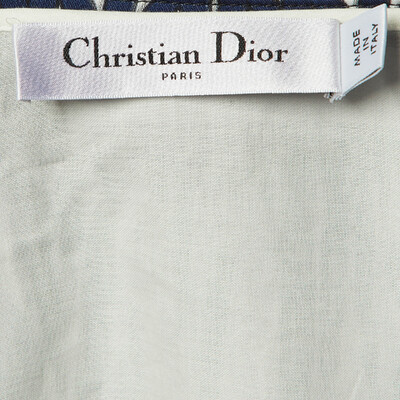 Christian Dior
PARIS
MADE
IN
ITALY